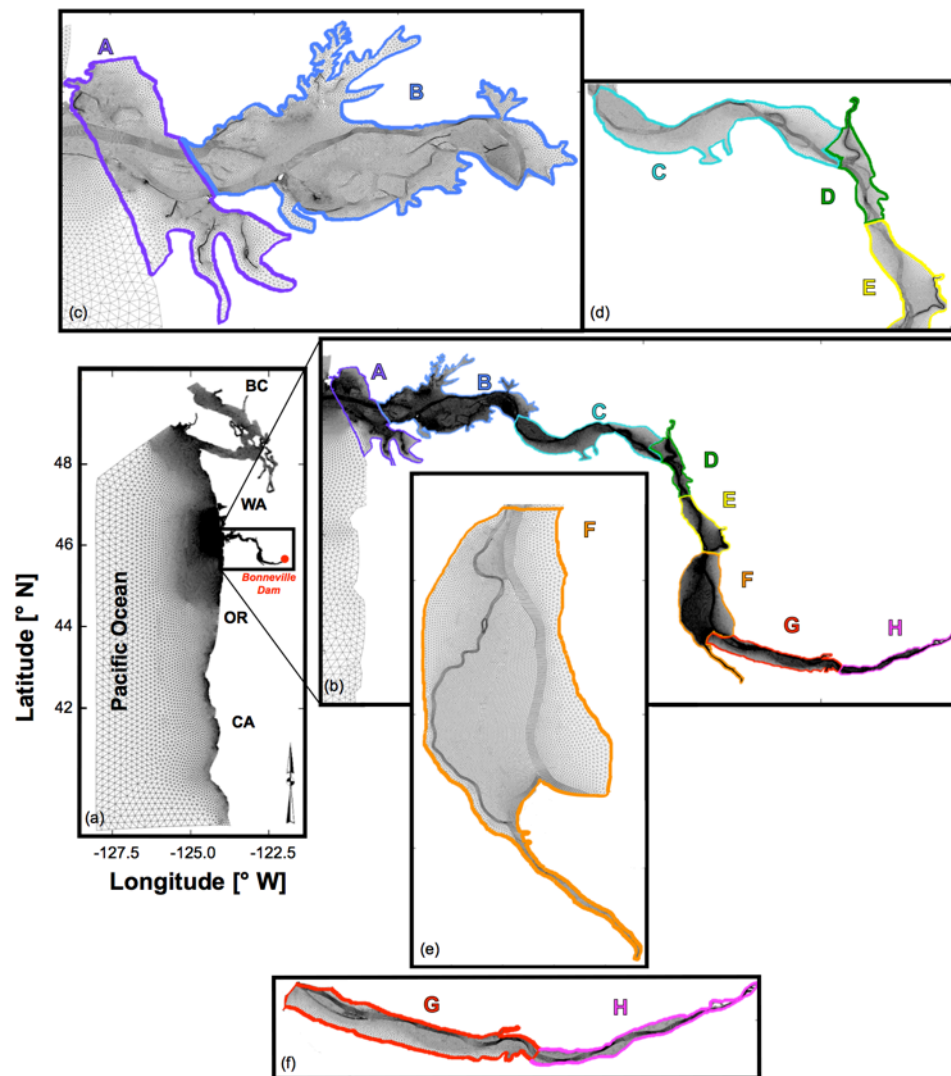 A
B
(c)
C
D
E
(d)
BC
48
WA
46
Bonneville
Dam
OR
44
42
CA
Latitude [° N]
Pacific Ocean
(a)
-127.5 -125.0 -122.5
Longitude [° W]
A
B
C
D
E
F
G
H
(b)
F
(e)
G
H
(f)